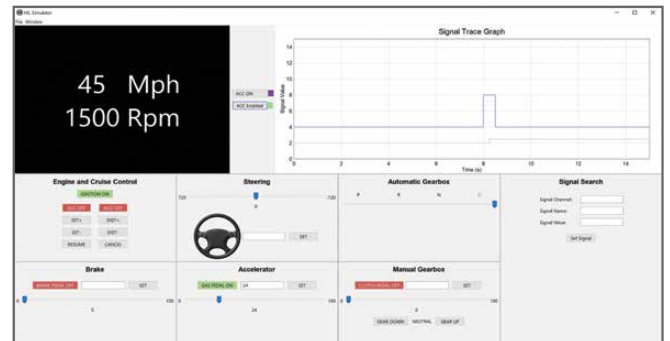 HIL Simulator
File Window
45 Mph
1500 Rpm
ACC ON
ACC Enabled
Signal Trace Graph
Signal Value
14
12
10
8
6
4
2
0
0 2 4 6 8 10 12 14
Time (s)
Engine and Cruise Control
IGNITION ON
ACC OFF
SET+ DIST+
SET- DIST-
RESUME CANCEL
Steering
720 -720
0
SET
Automatic Gearbox
P R N D
Signal Search
Signal Channel:
Signal Name:
Signal Value:
Set Signal
Brake
BRAKE PEDAL OFF SET
0 100
0
Accelerator
GAS PEDAL ON 24 SET
0 100
24
Manual Gearbox
CLUTCH PEDAL OFF SET
0 100
0
GEAR DOWN NEUTRAL GEAR UP